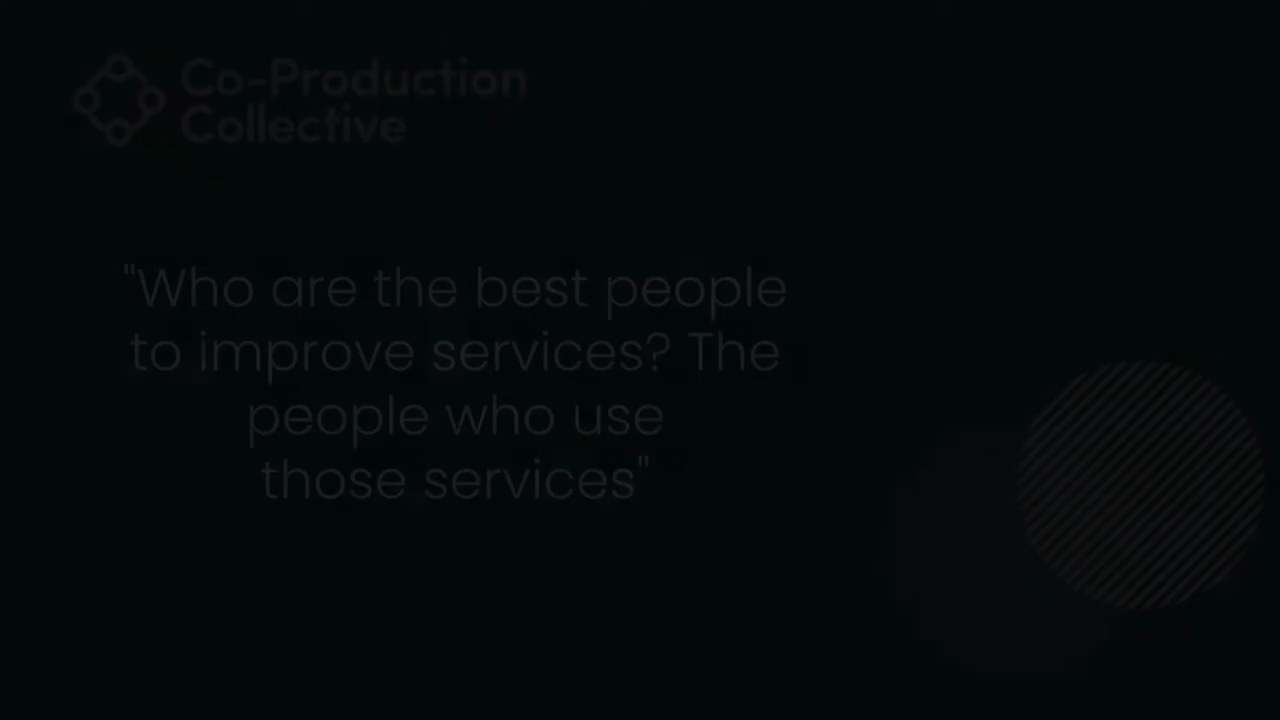 Co-Production
Collective
"Who are the best people
to improve services? The
people who use
those services"